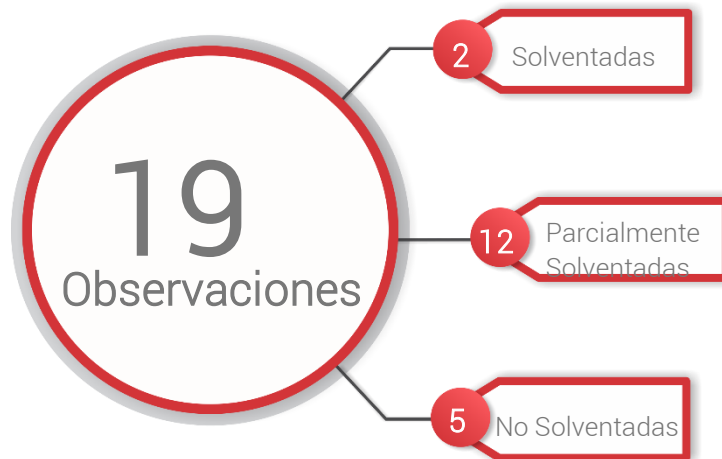 19
Observaciones
2
Solventadas
12
Parcialmente
Solventadas
5
No Solventadas